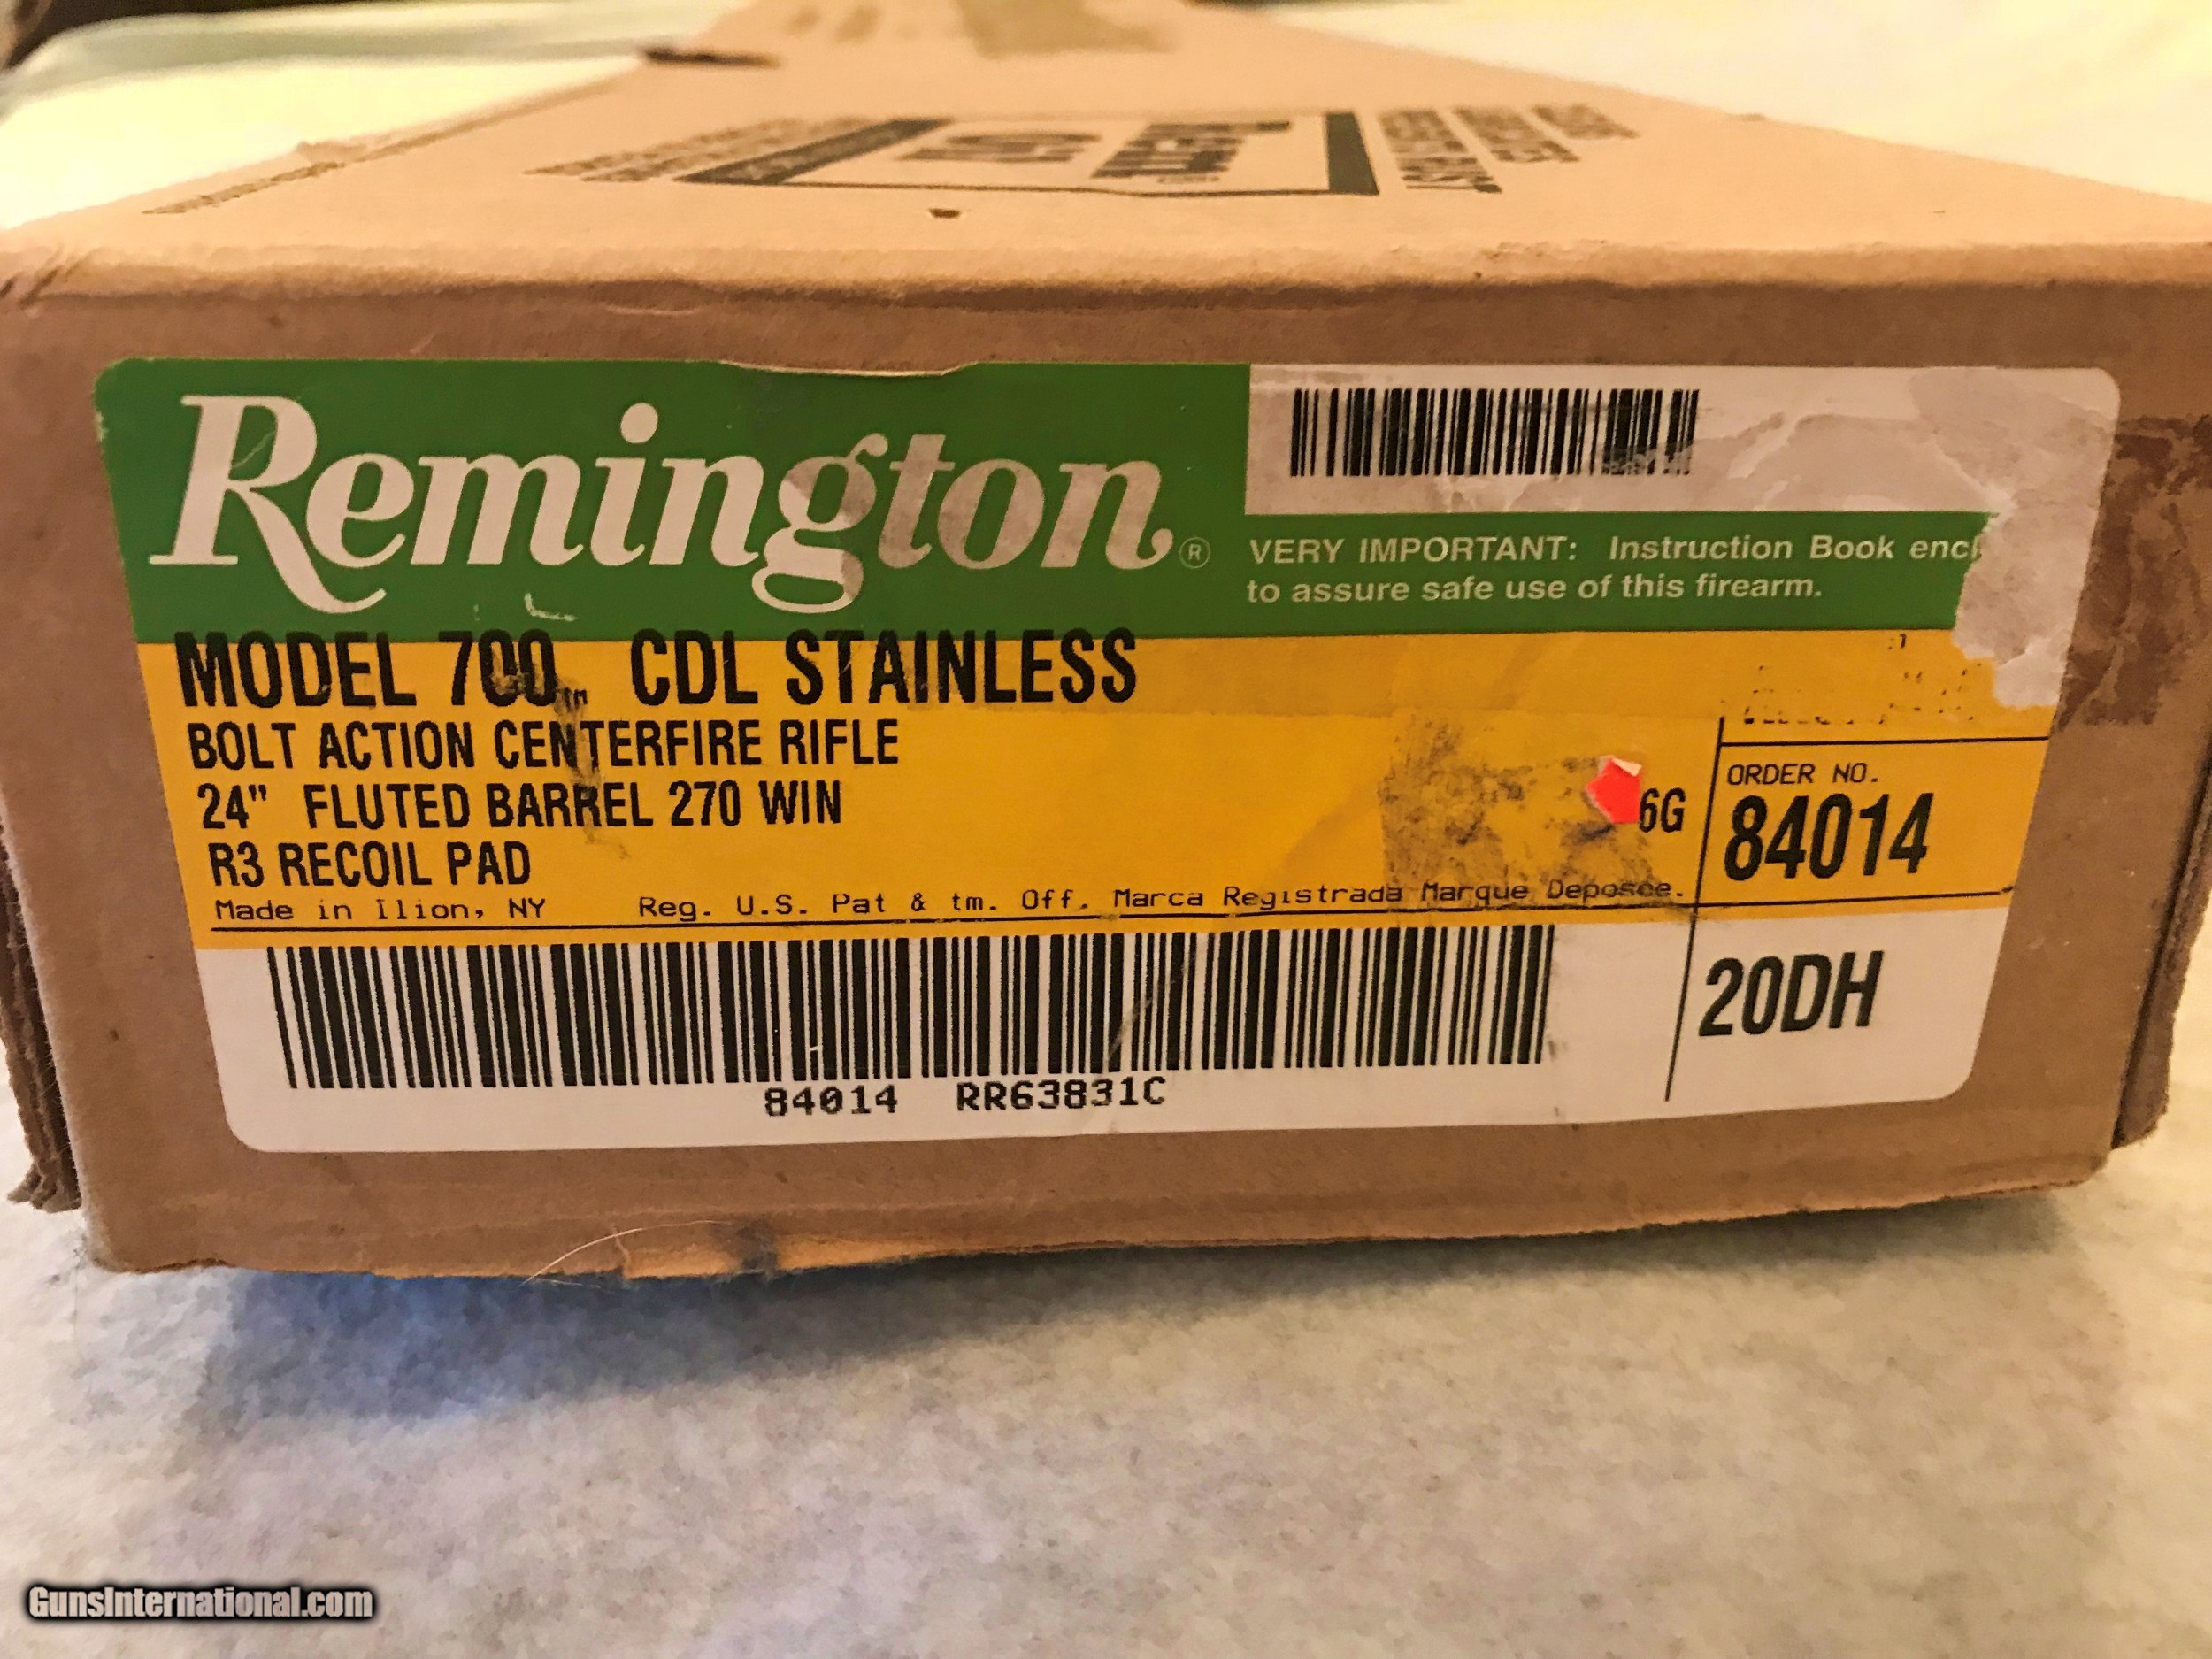 Remington®
VERY IMPORTANT: Instruction Book encl
to assure safe use of this firearm.
MODEL 700™ CDL STAINLESS
BOLT ACTION CENTERFIRE RIFLE
24" FLUTED BARREL 270 WIN
6G
R3 RECOIL PAD
Made in Ilion, NY Reg. U.S. Pat & tm. Off. Marca Registrada Marque Deposee.
ORDER NO.
84014
20DH
84014 RR63831C
GunsInternational.com